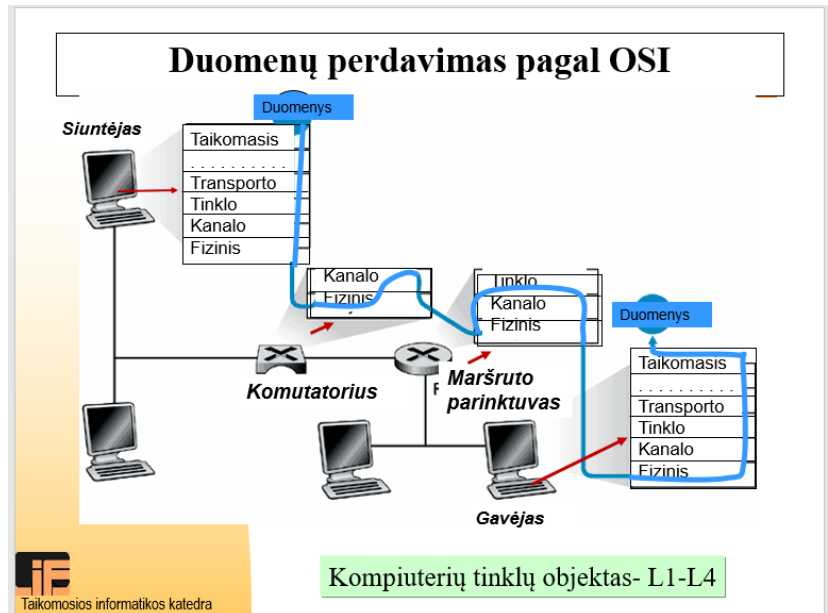 Duomenų perdavimas pagal OSI
Duomenys
Siuntėjas
Taikomasis
. . . . . . . . . .
Transporto
Tinklo
Kanalo
Fizinis
Kanalo
Fizinis
Tinklo
Kanalo
Fizinis
Duomenys
Komutatorius
Maršruto
parinktuvas
Taikomasis
. . . . . . . . . .
Transporto
Tinklo
Kanalo
Fizinis
Gavėjas
Kompiuterių tinklų objektas- L1-L4
Taikomosios informatikos katedra